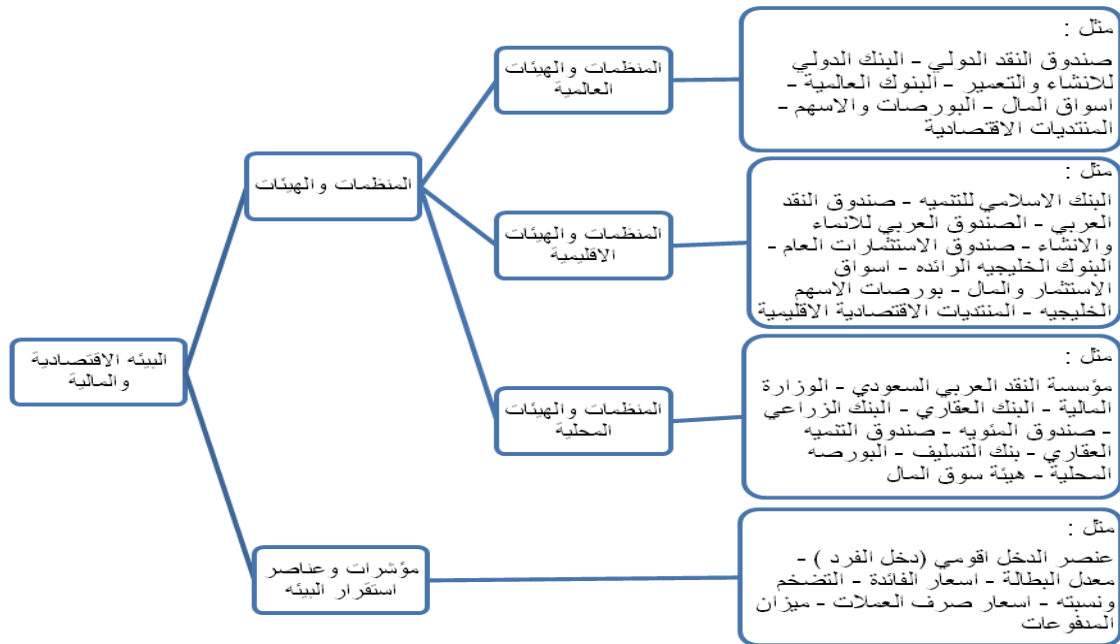 البيئه الاقتصادية
والمالية
المنظمات والهيئات
المنظمات والهيئات
العالمية
مثل :
صندوق النقد الدولي – البنك الدولي
للانشاء والتعمير – البنوك العالمية –
اسواق المال – البورصات والاسهم –
المنتديات الاقتصادية
المنظمات والهيئات
الاقليمية
مثل :
البنك الاسلامي للتنميه – صندوق النقد
العربي – الصندوق العربي للانماء
والانشاء – صندوق الاستثمارات العام –
البنوك الخليجيه الرائده – اسواق
الاستثمار والمال – بورصات الاسهم
الخليجيه – المنتديات الاقتصادية الاقليمية
المنظمات والهيئات
المحلية
مثل :
مؤسسة النقد العربي السعودي – الوزارة
المالية – البنك العقاري – البنك الزراعي
– صندوق المئويه – صندوق التنميه
العقاري – بنك التسليف – البورصه
المحلية – هيئة سوق المال
مؤشرات وعناصر
استقرار البيئه
مثل :
عنصر الدخل اقومي (دخل الفرد ) –
معدل البطالة – اسعار الفائدة – التضخم
ونسبته – اسعار صرف العملات – ميزان
المدفوعات